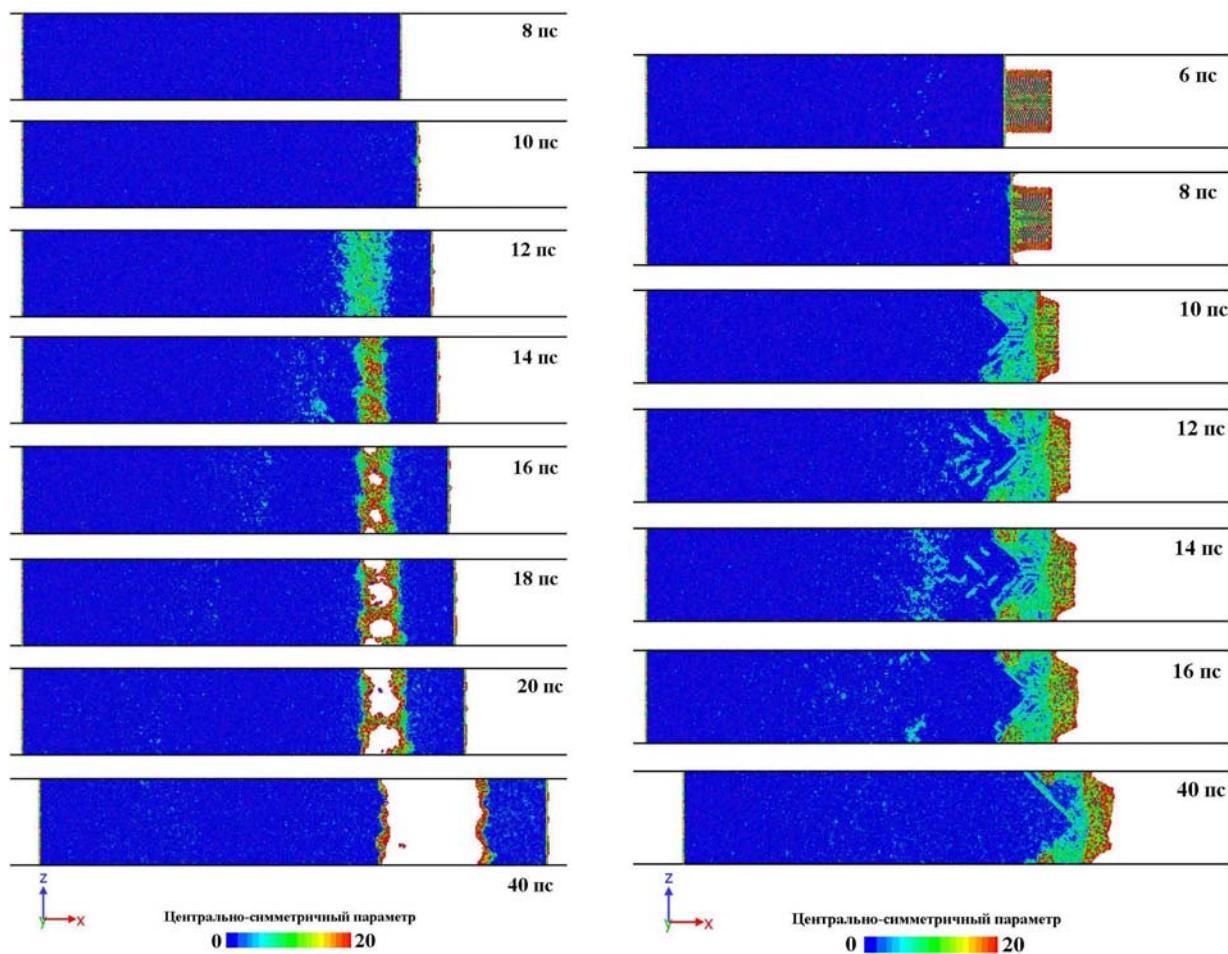 8 пс
10 пс
12 пс
14 пс
16 пс
18 пс
20 пс
40 пс
z
y
x
Центрально-симметричный параметр
0
20
6 пс
8 пс
10 пс
12 пс
14 пс
16 пс
40 пс
z
y
x
Центрально-симметричный параметр
0
20